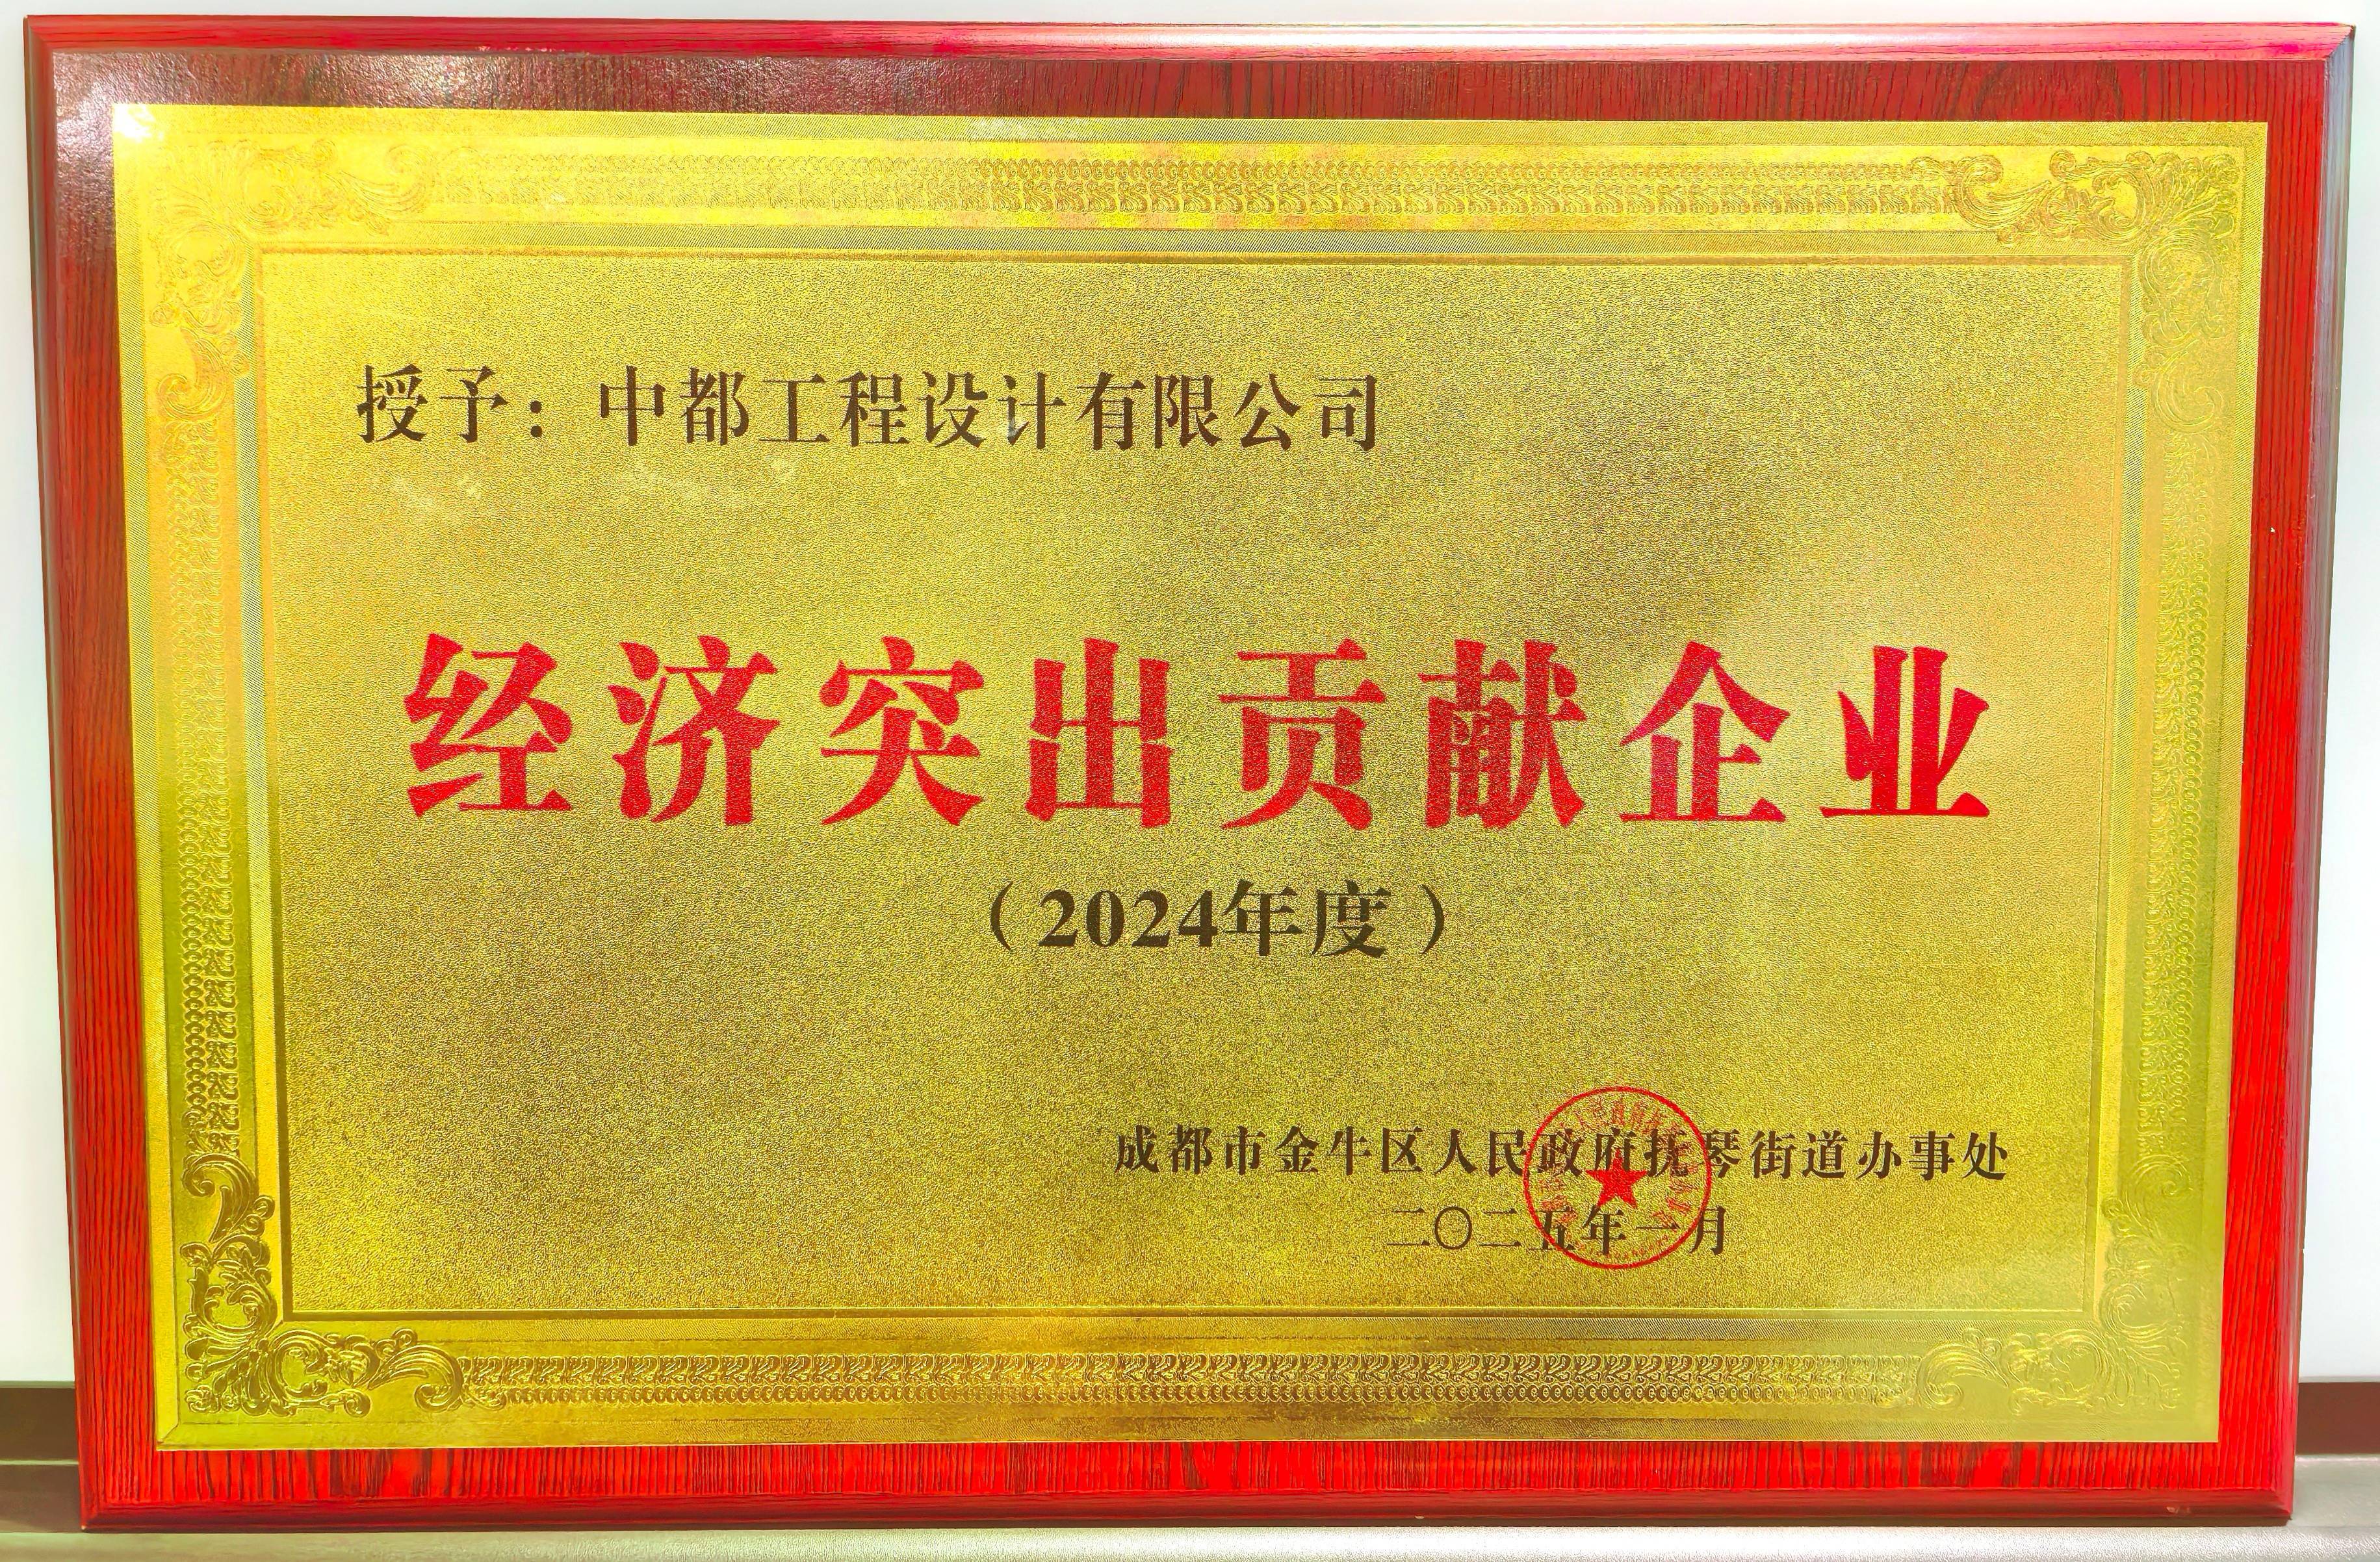 授予：中都工程设计有限公司
经济突出贡献企业
（2024年度）
成都市金牛区人民政府抚琴街道办事处
二〇二五年一月